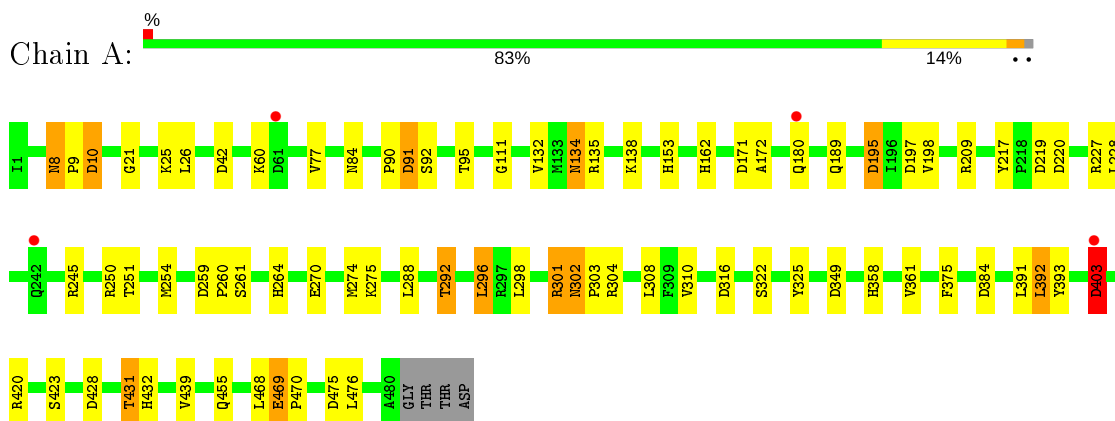 %
Chain A:
83% 14% • •
I1 N8 P9 D10 G21 K25 L26 D42 K60 D61 V77 N84 P90 D91 S92 T95 G111 V132 M133 N134 R135 K138 H153 H162 D171 A172 Q180 Q189 D195 I196 D197 V198 R209 Y217 P218 D219 D220 R227
Q242 R245 R250 T251 M254 D259 P260 S261 H264 E270 M274 K275 L288 T292 L296 R297 L298 R301 N302 P303 R304 L308 F309 V310 D316 S322 Y325 D349 H358 V361 F375 D384 L391 L392 Y393 D403
R420 S423 D428 T431 H432 V439 Q455 L468 E469 P470 D475 L476 A480 GLY THR THR ASP